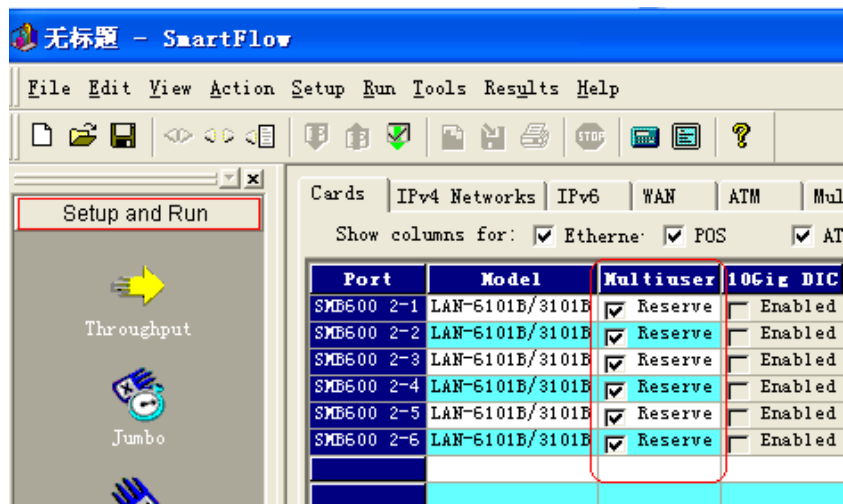 无标题 - SmartFlow
File Edit View Action Setup Run Tools Results Help
STOP
Setup and Run
Throughput
Jumbo
Cards IPv4 Networks IPv6 WAN ATM Mul
Show columns for: Etherne POS AT
Port Model Multiuser 10Gig DIC
SMB600 2-1 LAN-6101B/3101B Reserve Enabled
SMB600 2-2 LAN-6101B/3101B Reserve Enabled
SMB600 2-3 LAN-6101B/3101B Reserve Enabled
SMB600 2-4 LAN-6101B/3101B Reserve Enabled
SMB600 2-5 LAN-6101B/3101B Reserve Enabled
SMB600 2-6 LAN-6101B/3101B Reserve Enabled